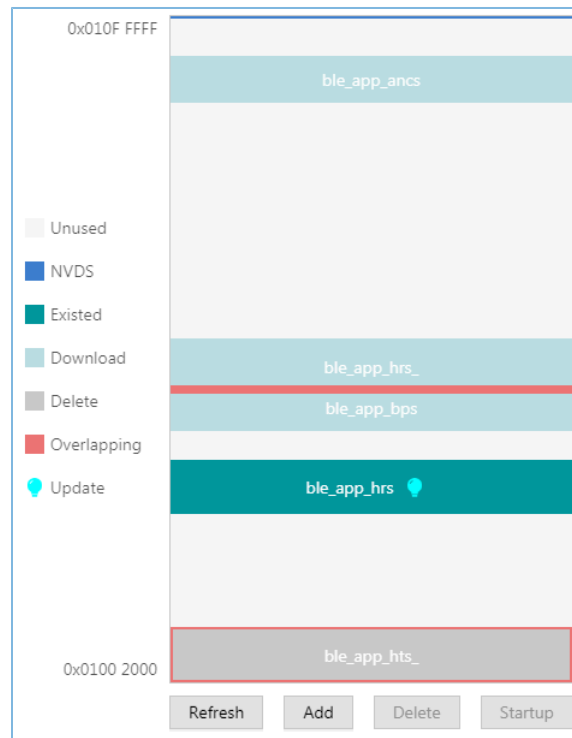 0x010F FFFF
ble_app_ancs
Unused
NVDS
Existed
Download
Delete
Overlapping
Update
ble_app_hrs_
ble_app_bps
ble_app_hrs
ble_app_hts_
0x0100 2000
Refresh
Add
Delete
Startup